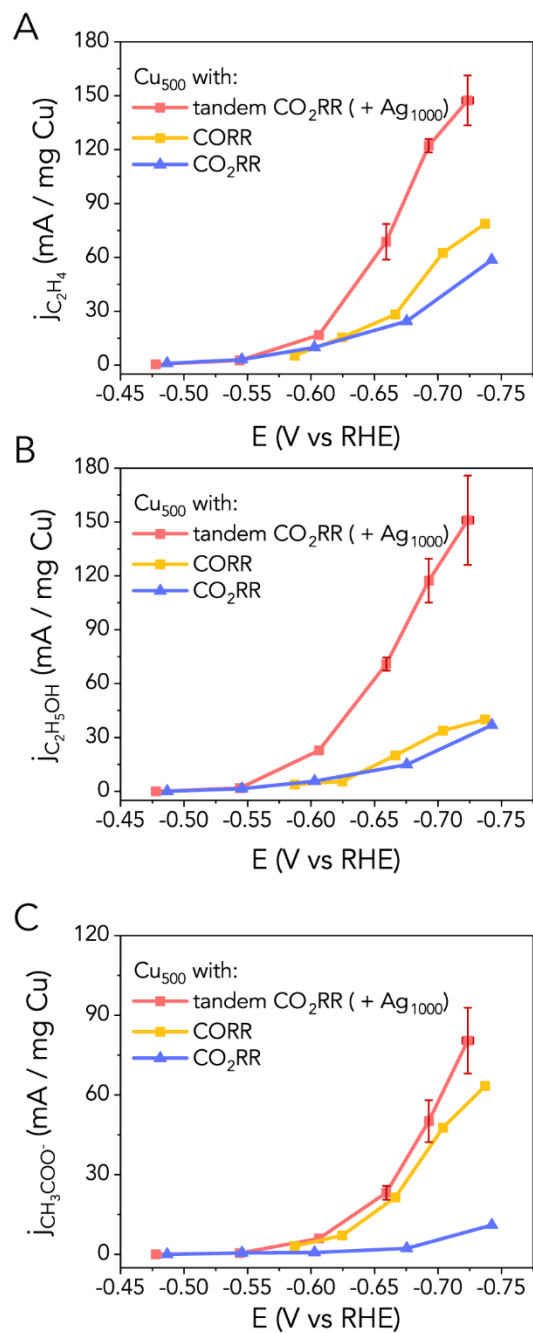 A
180
150
120
90
60
30
0
j_C₂H₄ (mA / mg Cu)
Cu₅₀₀ with:
tandem CO₂RR ( + Ag₁₀₀₀)
CORR
CO₂RR
-0.45 -0.50 -0.55 -0.60 -0.65 -0.70 -0.75
E (V vs RHE)
B
180
150
120
90
60
30
0
j_C₂H₅OH (mA / mg Cu)
Cu₅₀₀ with:
tandem CO₂RR ( + Ag₁₀₀₀)
CORR
CO₂RR
-0.45 -0.50 -0.55 -0.60 -0.65 -0.70 -0.75
E (V vs RHE)
C
120
90
60
30
0
j_CH₃COO⁻ (mA / mg Cu)
Cu₅₀₀ with:
tandem CO₂RR ( + Ag₁₀₀₀)
CORR
CO₂RR
-0.45 -0.50 -0.55 -0.60 -0.65 -0.70 -0.75
E (V vs RHE)